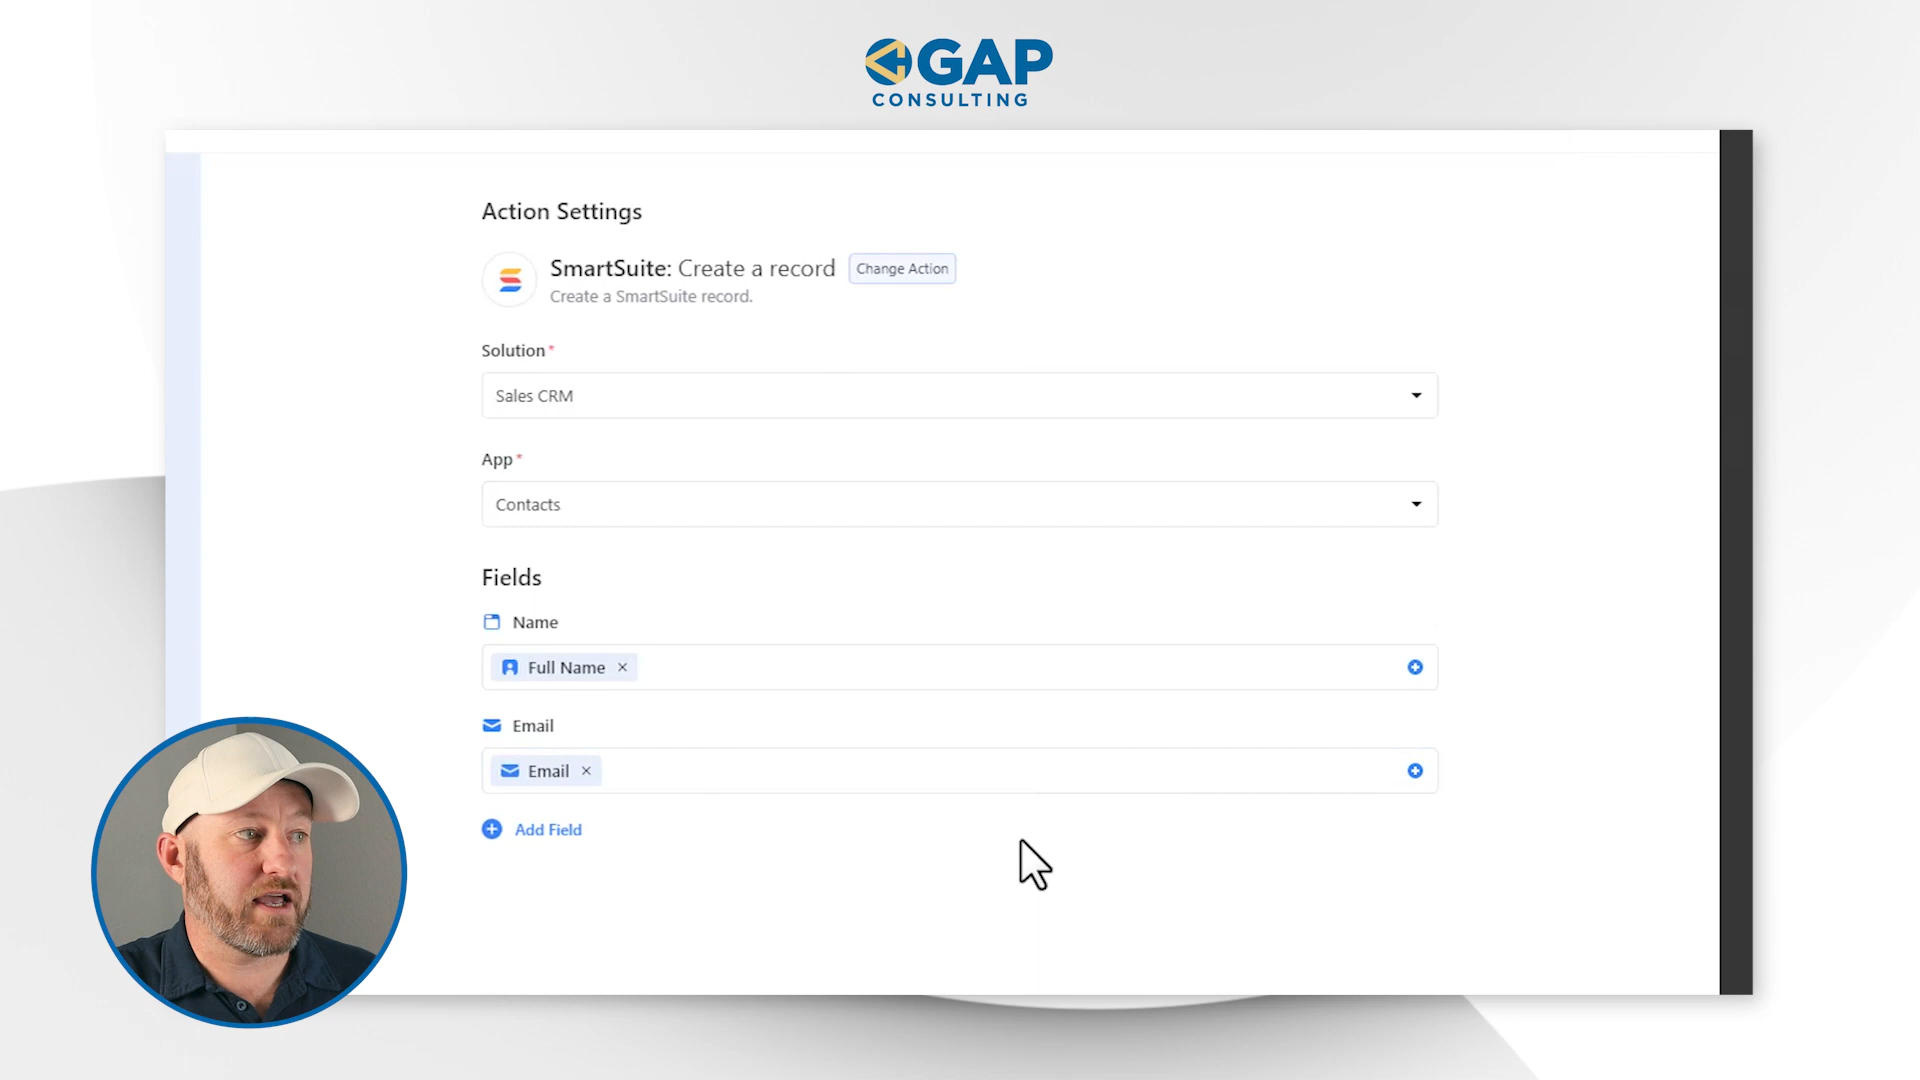 GAP
CONSULTING
Action Settings
SmartSuite: Create a record
Change Action
Create a SmartSuite record.
Solution*
Sales CRM
App*
Contacts
Fields
Name
Full Name ×
Email
Email ×
Add Field